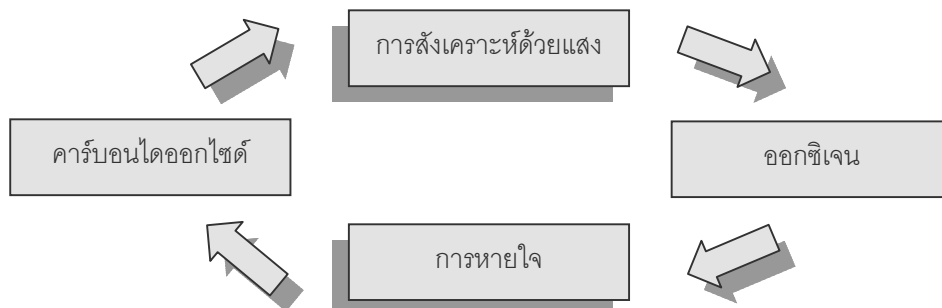 การสังเคราะห์ด้วยแสง
คาร์บอนไดออกไซด์
ออกซิเจน
การหายใจ